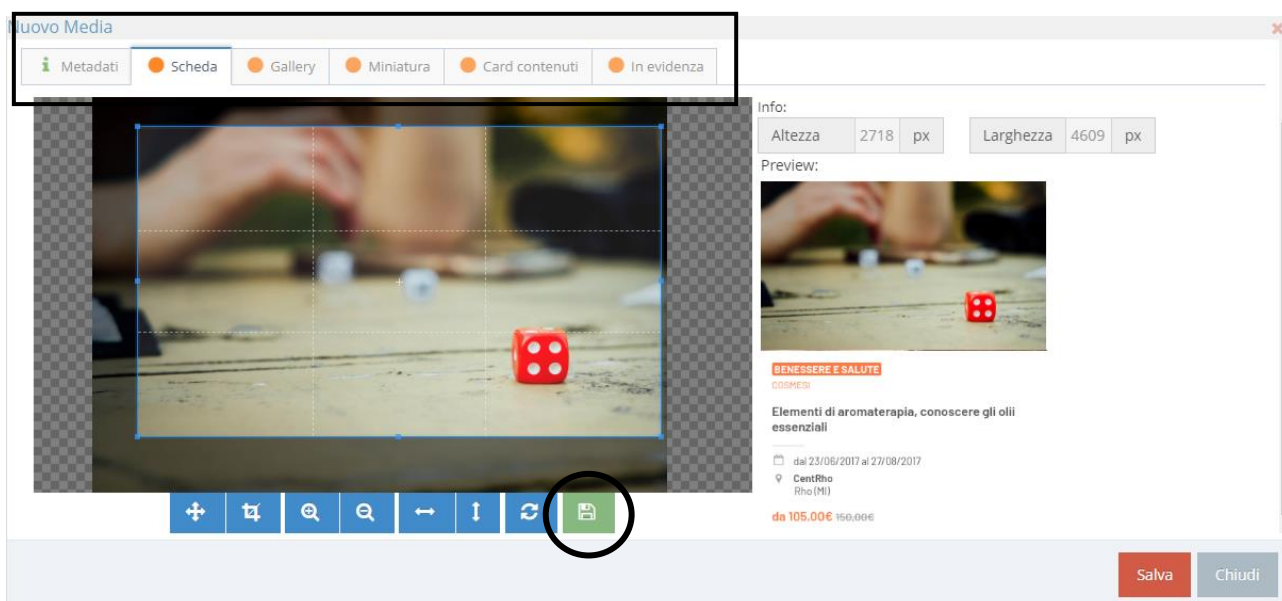 Nuovo Media
Metadati Scheda Gallery Miniatura Card contenuti In evidenza
Info:
Altezza 2718 px Larghezza 4609 px
Preview:
BENESSERE E SALUTE
COSMESI
Elementi di aromaterapia, conoscere gli olii
essenziali
dal 23/06/2017 al 27/08/2017
CentRho
Rho (MI)
da 105,00€ 150,00€
Salva Chiudi